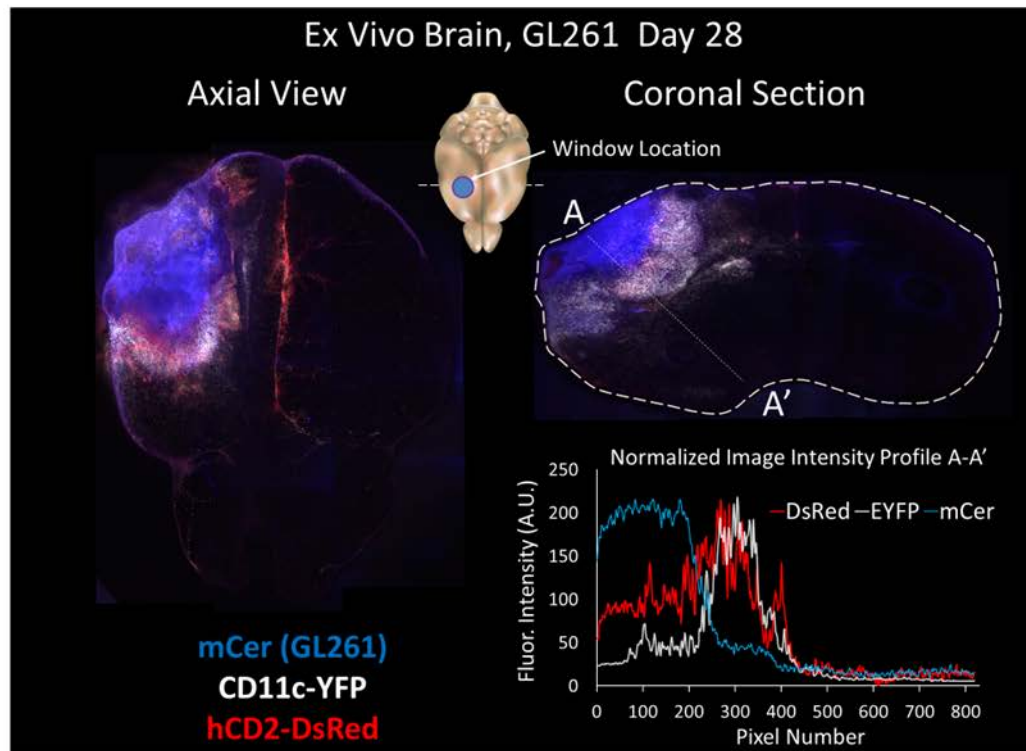 Ex Vivo Brain, GL261 Day 28
Axial View
Coronal Section
Window Location
A
A'
mCer (GL261)
CD11c-YFP
hCD2-DsRed
Normalized Image Intensity Profile A-A'
DsRed EYFP mCer
Fluor. Intensity (A.U.)
250
200
150
100
50
0
0 100 200 300 400 500 600 700 800
Pixel Number